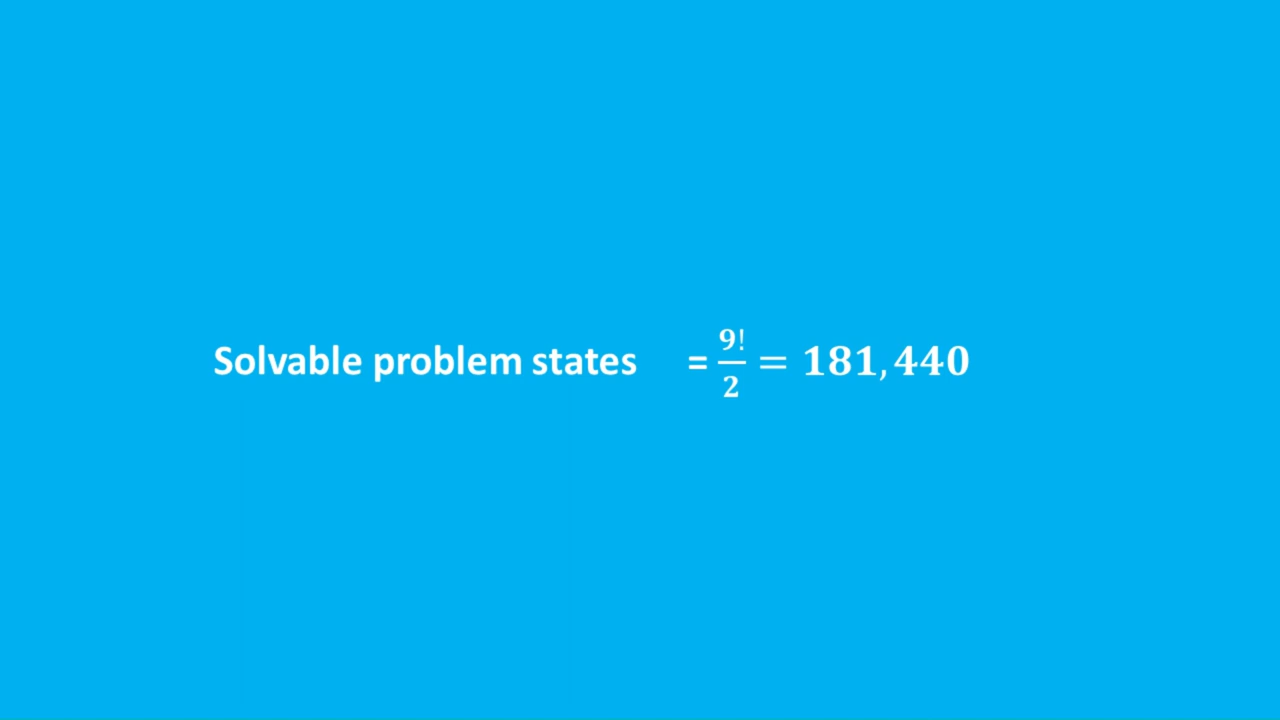 Solvable problem states = 9!/2 = 181,440